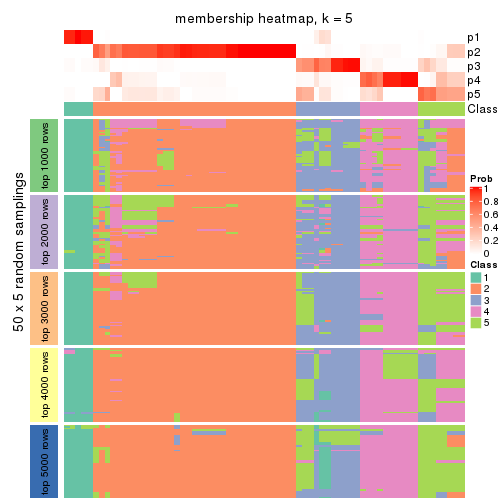 membership heatmap, k = 5
p1
p2
p3
p4
p5
Class
50 x 5 random samplings
top 1000 rows
top 2000 rows
top 3000 rows
top 4000 rows
top 5000 rows
Prob
1
0.8
0.6
0.4
0.2
0
Class
1
2
3
4
5